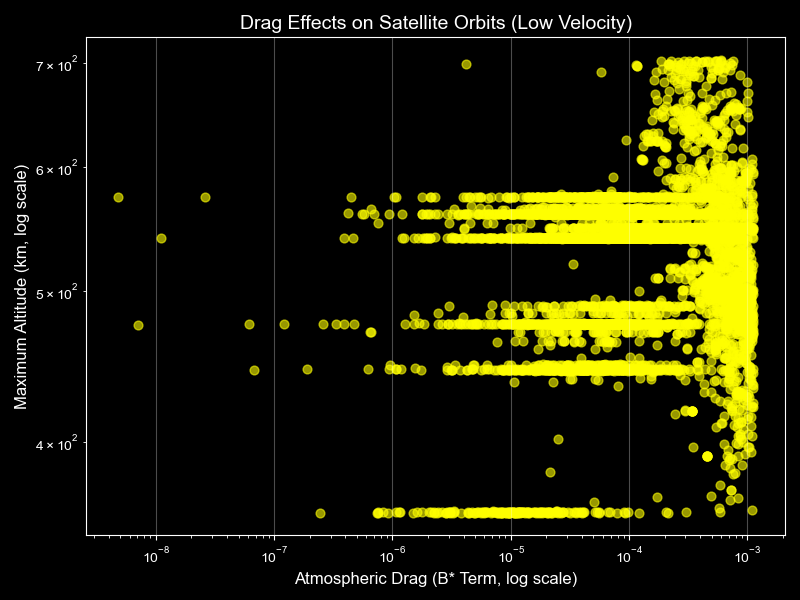 Drag Effects on Satellite Orbits (Low Velocity)
Maximum Altitude (km, log scale)
7 × 10²
6 × 10²
5 × 10²
4 × 10²
10⁻⁸ 10⁻⁷ 10⁻⁶ 10⁻⁵ 10⁻⁴ 10⁻³
Atmospheric Drag (B* Term, log scale)